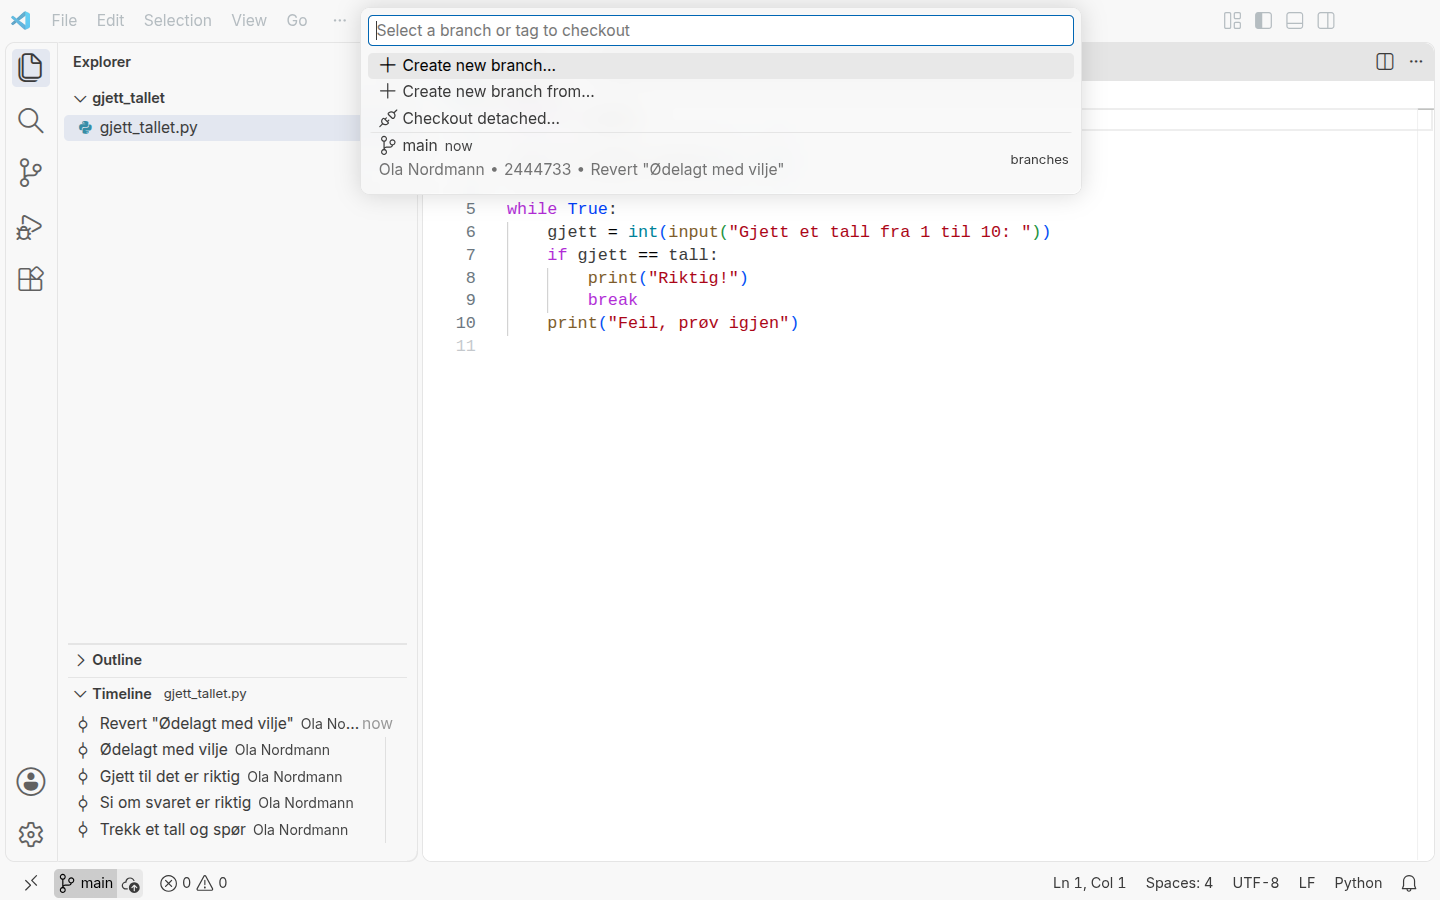 File Edit Selection View Go ···
Select a branch or tag to checkout
Create new branch...
Create new branch from...
Checkout detached...
main now
branches
Ola Nordmann • 2444733 • Revert "Ødelagt med vilje"
Explorer
gjett_tallet
gjett_tallet.py
5 while True:
6 gjett = int(input("Gjett et tall fra 1 til 10: "))
7 if gjett == tall:
8 print("Riktig!")
9 break
10 print("Feil, prøv igjen")
11
Outline
Timeline gjett_tallet.py
Revert "Ødelagt med vilje" Ola No... now
Ødelagt med vilje Ola Nordmann
Gjett til det er riktig Ola Nordmann
Si om svaret er riktig Ola Nordmann
Trekk et tall og spør Ola Nordmann
main 0 0 Ln 1, Col 1 Spaces: 4 UTF-8 LF Python